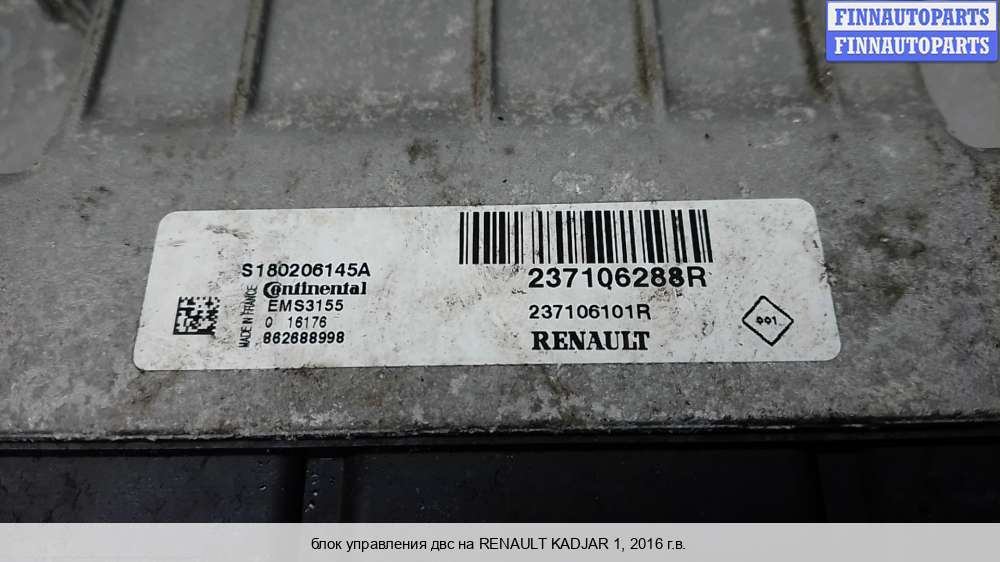 FINNAUTOPARTS
FINNAUTOPARTS
S180206145A
Continental
EMS3155
0 16176
862688998
MADE IN FRANCE
237106288R
237106101R
RENAULT
001
блок управления двс на RENAULT KADJAR 1, 2016 г.в.